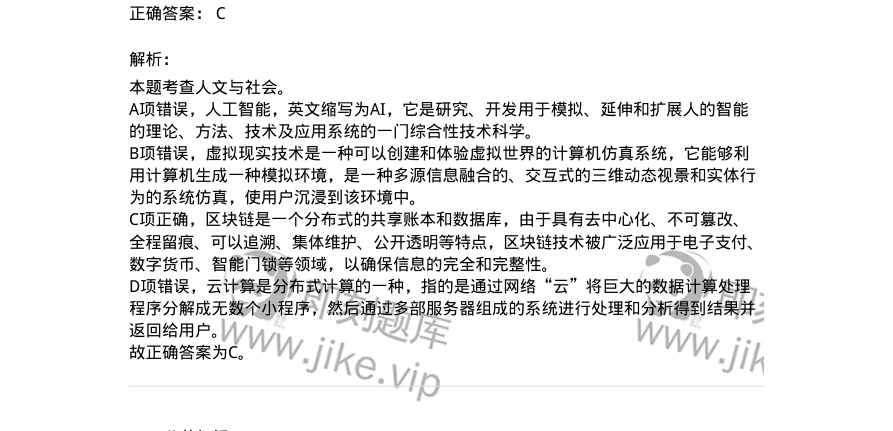 正确答案： C
解析：
本题考查人文与社会。
A项错误，人工智能，英文缩写为AI，它是研究、开发用于模拟、延伸和扩展人的智能
的理论、方法、技术及应用系统的一门综合性技术科学。
B项错误，虚拟现实技术是一种可以创建和体验虚拟世界的计算机仿真系统，它能够利
用计算机生成一种模拟环境，是一种多源信息融合的、交互式的三维动态视景和实体行
为的系统仿真，使用户沉浸到该环境中。
C项正确，区块链是一个分布式的共享账本和数据库，由于具有去中心化、不可篡改、
全程留痕、可以追溯、集体维护、公开透明等特点，区块链技术被广泛应用于电子支付、
数字货币、智能门锁等领域，以确保信息的完全和完整性。
D项错误，云计算是分布式计算的一种，指的是通过网络“云”将巨大的数据计算处理
程序分解成无数个小程序，然后通过多部服务器组成的系统进行处理和分析得到结果并
返回给用户。
故正确答案为C。
即刻题库
www.jike.vip
即刻
www.jik